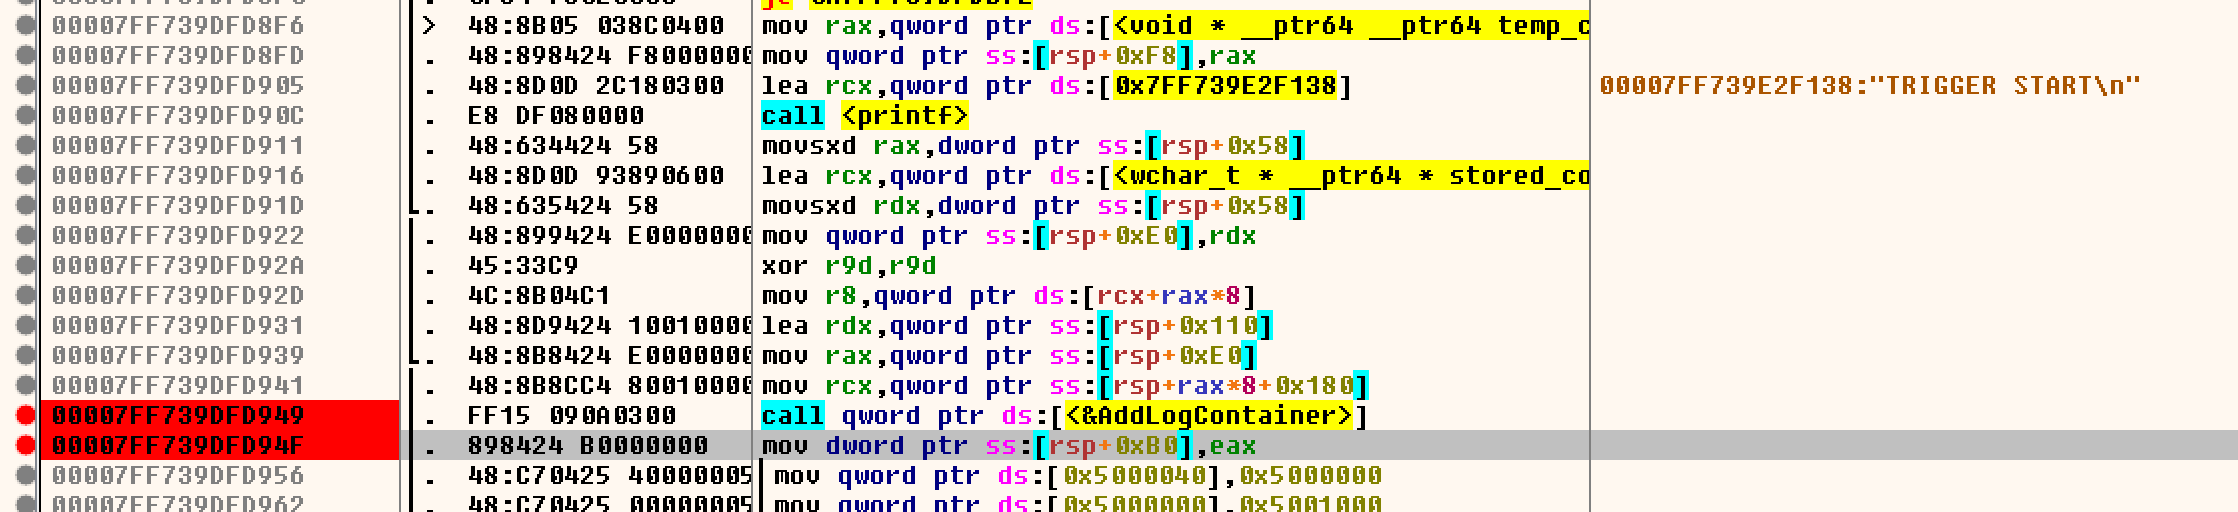 00007FF739DFD8F6 > 48:8B05 038C0400 mov rax,qword ptr ds:[<void * __ptr64 __ptr64 temp_c
00007FF739DFD8FD . 48:898424 F8000000 mov qword ptr ss:[rsp+0xF8],rax
00007FF739DFD905 . 48:8D0D 2C180300 lea rcx,qword ptr ds:[0x7FF739E2F138] 00007FF739E2F138:"TRIGGER START\n"
00007FF739DFD90C . E8 DF080000 call <printf>
00007FF739DFD911 . 48:634424 58 movsxd rax,dword ptr ss:[rsp+0x58]
00007FF739DFD916 . 48:8D0D 93890600 lea rcx,qword ptr ds:[<wchar_t * __ptr64 * stored_co
00007FF739DFD91D . 48:635424 58 movsxd rdx,dword ptr ss:[rsp+0x58]
00007FF739DFD922 . 48:899424 E0000000 mov qword ptr ss:[rsp+0xE0],rdx
00007FF739DFD92A . 45:33C9 xor r9d,r9d
00007FF739DFD92D . 4C:8B04C1 mov r8,qword ptr ds:[rcx+rax*8]
00007FF739DFD931 . 48:8D9424 10010000 lea rdx,qword ptr ss:[rsp+0x110]
00007FF739DFD939 . 48:8B8424 E0000000 mov rax,qword ptr ss:[rsp+0xE0]
00007FF739DFD941 . 48:8B8CC4 80010000 mov rcx,qword ptr ss:[rsp+rax*8+0x180]
00007FF739DFD949 . FF15 090A0300 call qword ptr ds:[<&AddLogContainer>]
00007FF739DFD94F . 898424 B0000000 mov dword ptr ss:[rsp+0xB0],eax
00007FF739DFD956 . 48:C70425 40000005 mov qword ptr ds:[0x5000040],0x5000000
00007FF739DFD962 . 48:C70425 00000005 mov qword ptr ds:[0x5000000],0x5001000